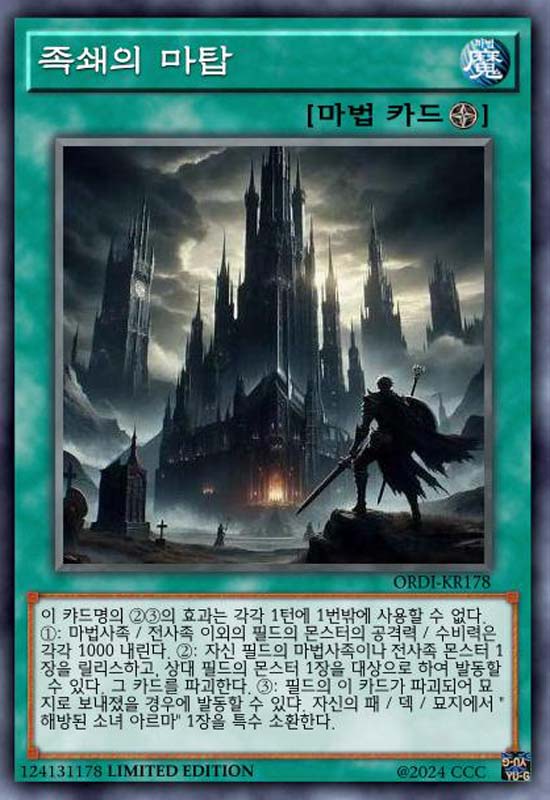 족쇄의 마탑
마법
魔
[마법 카드]
ORDI-KR178
이 캬드명의 ②③의 효과는 각각 1턴에 1번밖에 사용할 수 없다.
①: 마법사족 / 전사족 이외의 필드의 몬스터의 공격력 / 수비력은
각각 1000 내린다. ②: 자신 필드의 마법사족이나 전사족 몬스터 1
장을 릴리스하고, 상대 필드의 몬스터 1장을 대상으로 하여 발동할
수 있다. 그 카드를 파괴한다. ③: 필드의 이 카드가 파괴되어 묘
지로 보내졌을 경우에 발동할 수 있다. 자신의 패 / 덱 / 묘지에서 "
해방된 소녀 아르마" 1장을 특수 소환한다.
124131178 LIMITED EDITION
@2024 CCC
YU-G
YU-G